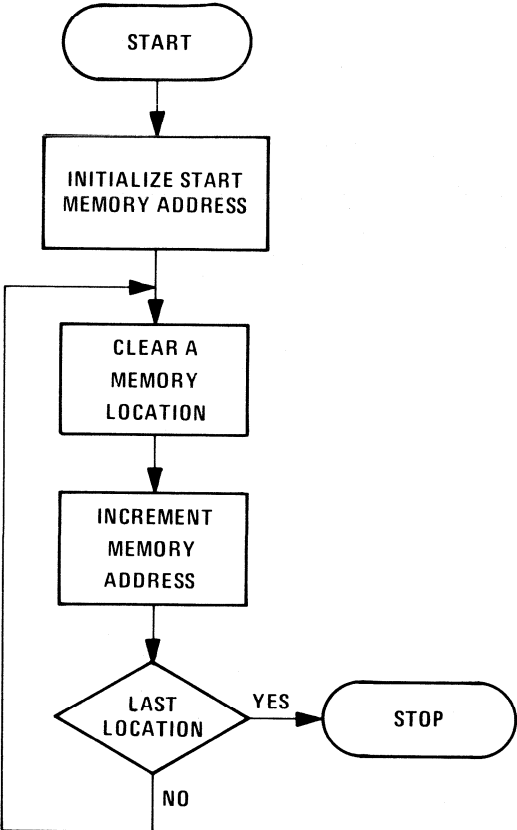 START
INITIALIZE START
MEMORY ADDRESS
CLEAR A
MEMORY
LOCATION
INCREMENT
MEMORY
ADDRESS
LAST
LOCATION
YES
STOP
NO